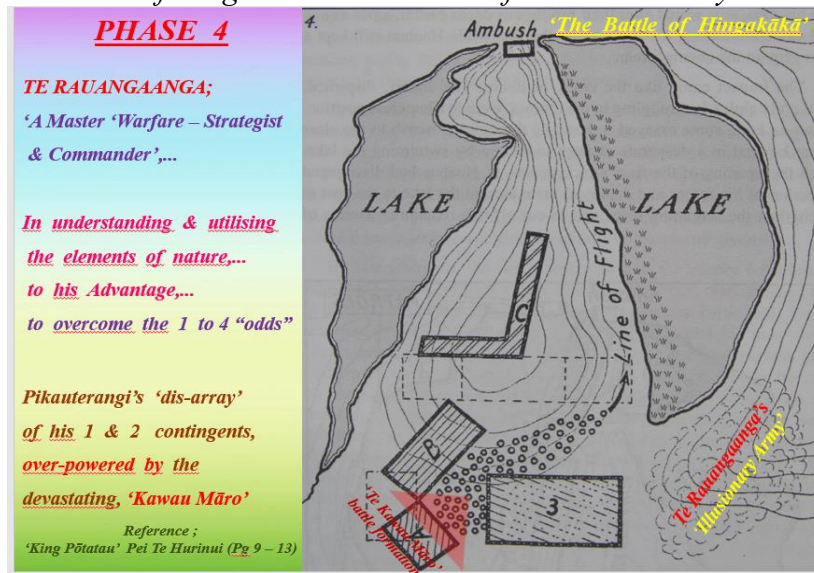 PHASE 4
TE RAUANGAANGA;
‘A Master ‘Warfare – Strategist
& Commander’,...
In understanding & utilising
the elements of nature,...
to his Advantage,...
to overcome the 1 to 4 “odds”
Pikauterangi’s ‘dis-array’
of his 1 & 2 contingents,
over-powered by the
devastating, ‘Kawau Māro’
Reference ;
‘King Pōtatau’ Pei Te Hurinui (Pg 9 – 13)
4.
Ambush
‘The Battle of Hingakākā’
LAKE
LAKE
Line of Flight
C
B
3
‘Te Kawau Māro’
battle formation
Te Rauangaanga’s
‘Illusionary Army’